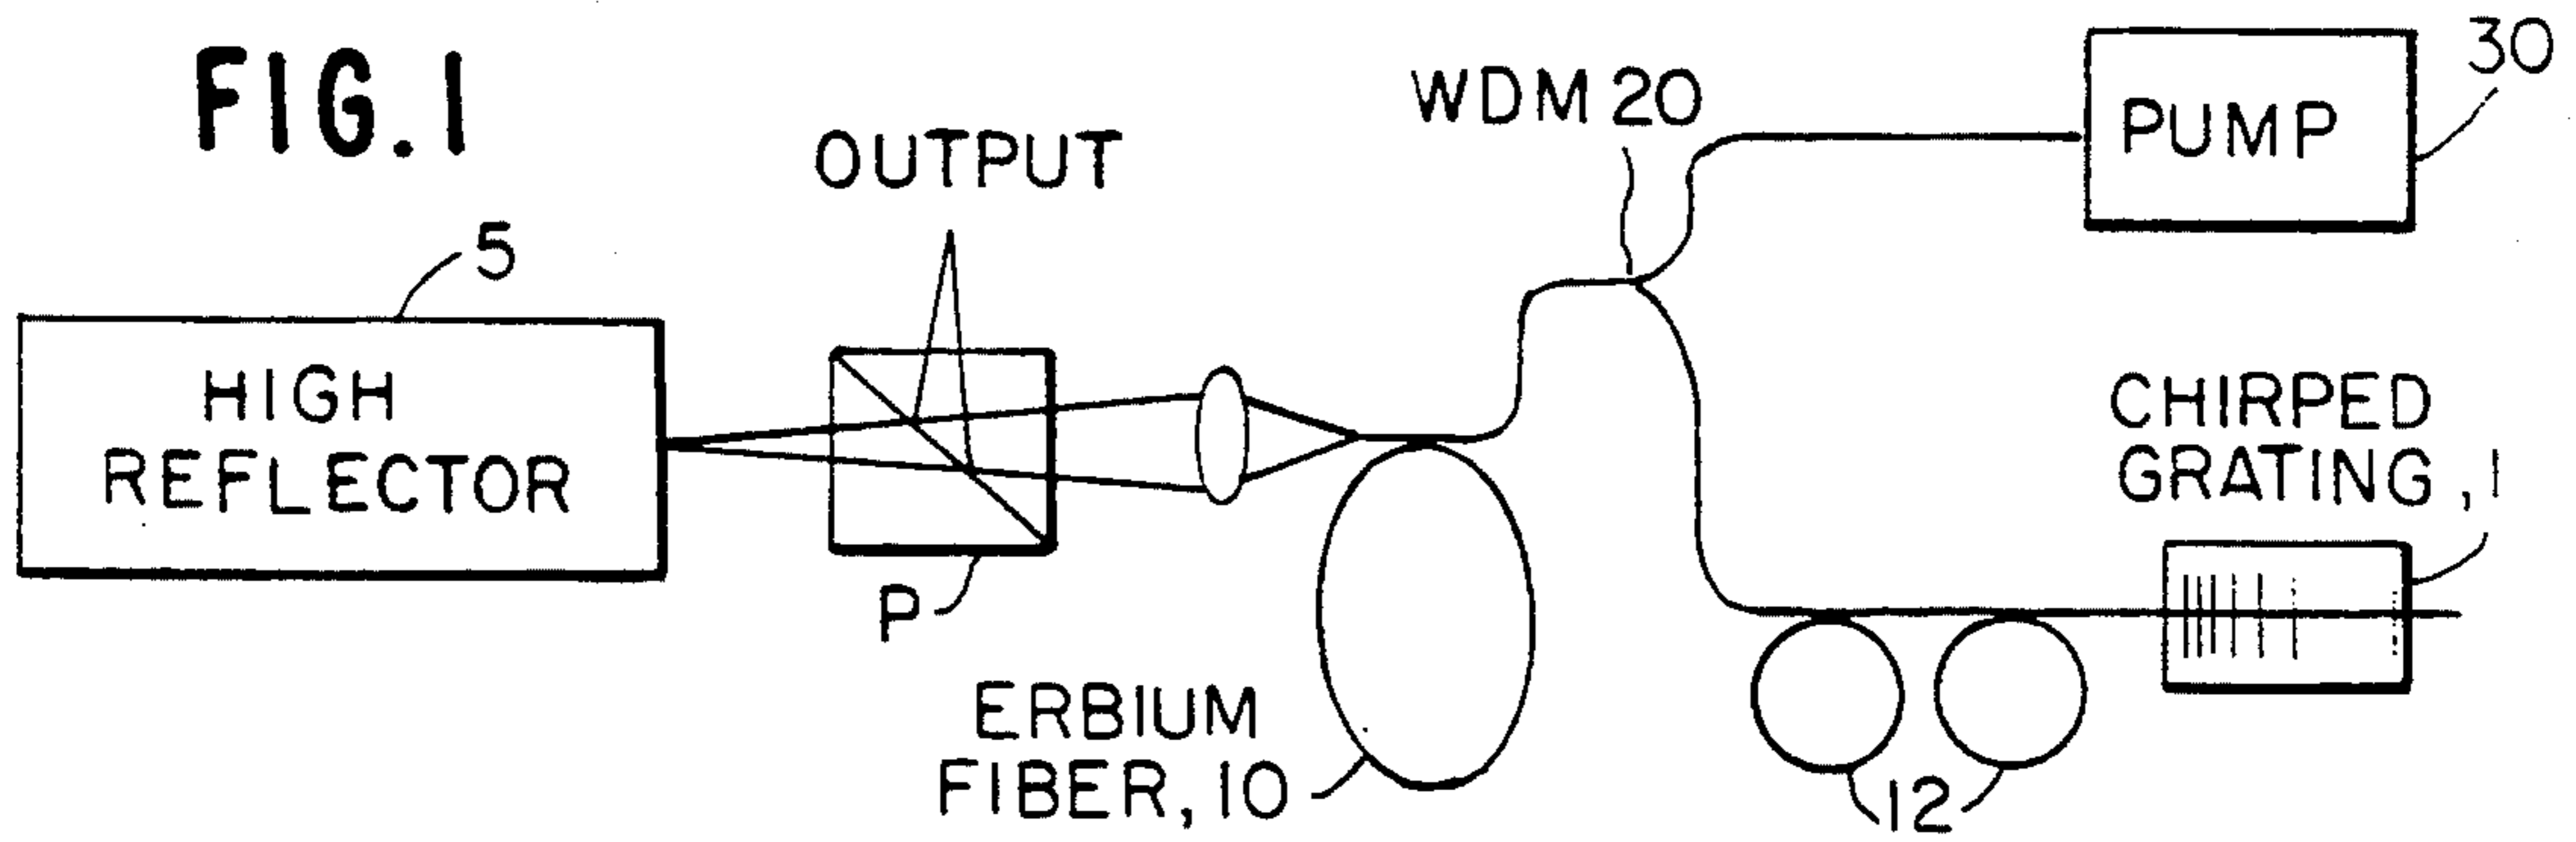 FIG. 1
OUTPUT
WDM 20
PUMP
30
5
HIGH
REFLECTOR
P
CHIRPED
GRATING, 1
ERBIUM
FIBER, 10
12